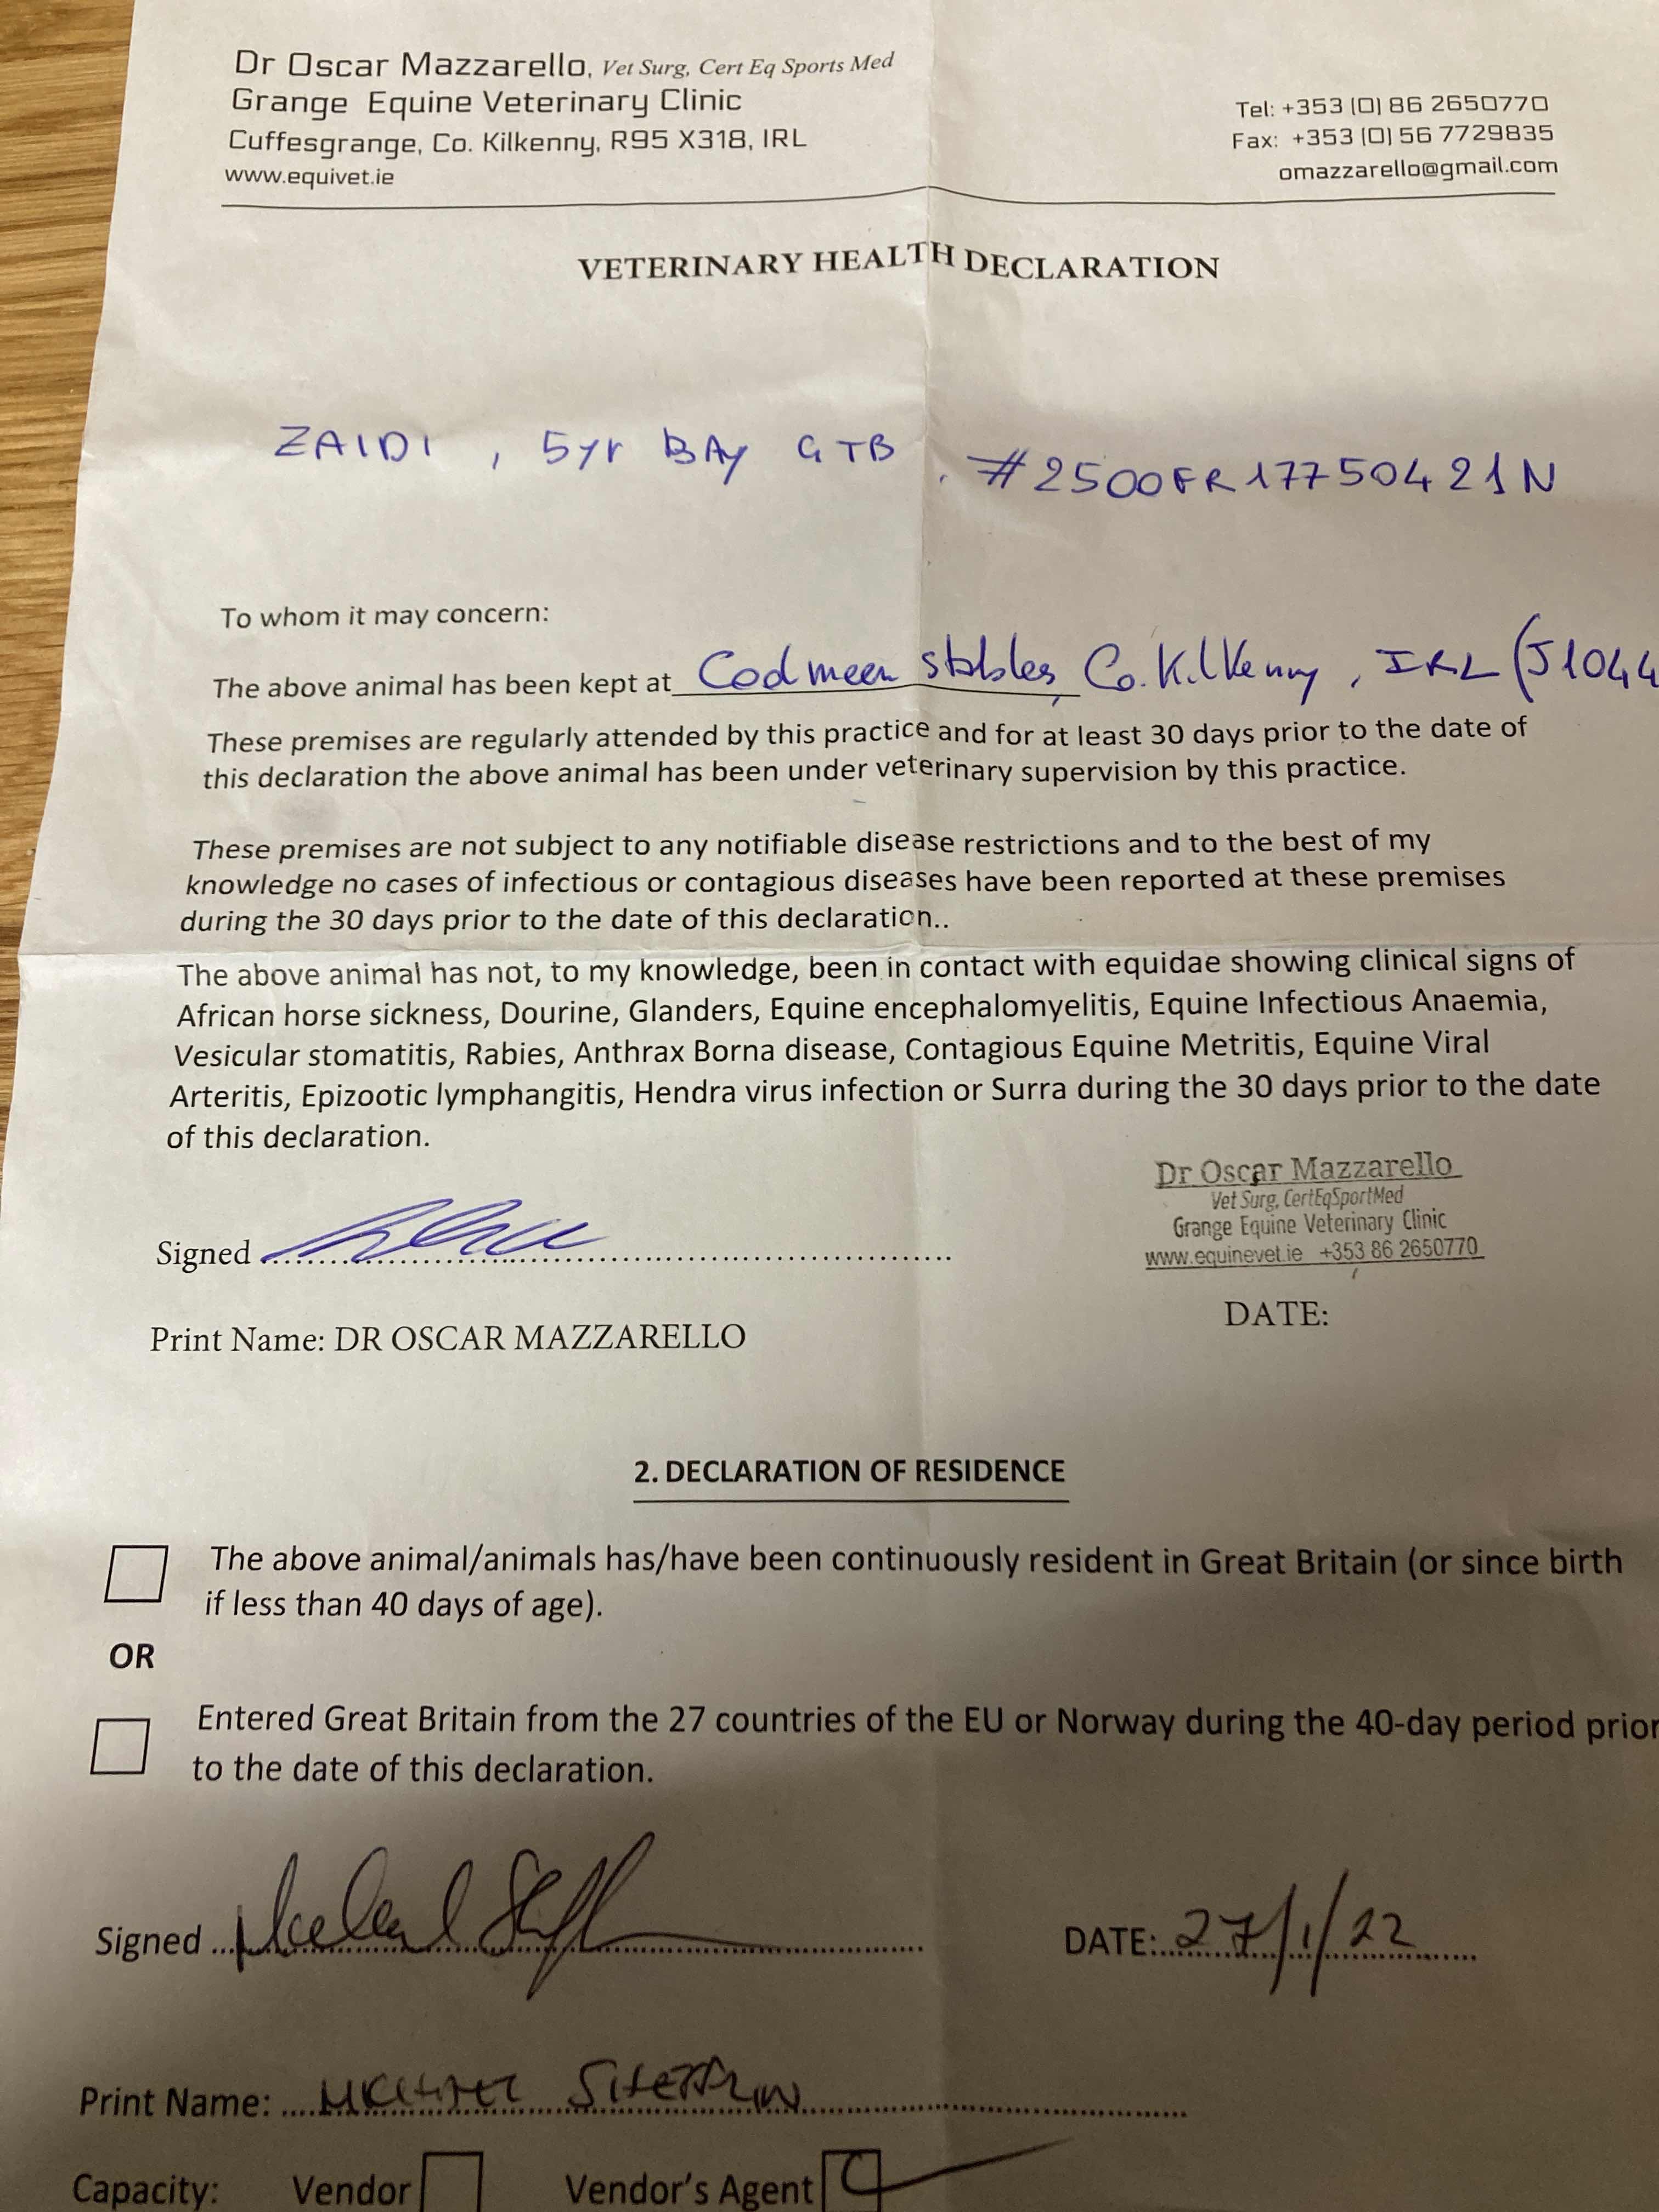 Dr Oscar Mazzarello, Vet Surg, Cert Eq Sports Med
Grange Equine Veterinary Clinic
Cuffesgrange, Co. Kilkenny, R95 X318, IRL
www.equivet.ie
Tel: +353 (0) 86 2650770
Fax: +353 (0) 56 7729835
omazzarello@gmail.com
VETERINARY HEALTH DECLARATION
ZAIDI , 5yr BAy G TB . #2500FR17750421N
To whom it may concern:
The above animal has been kept at Codmeen stables, Co. Kilkenny, IRL (J1044
These premises are regularly attended by this practice and for at least 30 days prior to the date of
this declaration the above animal has been under veterinary supervision by this practice.
These premises are not subject to any notifiable disease restrictions and to the best of my
knowledge no cases of infectious or contagious diseases have been reported at these premises
during the 30 days prior to the date of this declaration..
The above animal has not, to my knowledge, been in contact with equidae showing clinical signs of
African horse sickness, Dourine, Glanders, Equine encephalomyelitis, Equine Infectious Anaemia,
Vesicular stomatitis, Rabies, Anthrax Borna disease, Contagious Equine Metritis, Equine Viral
Arteritis, Epizootic lymphangitis, Hendra virus infection or Surra during the 30 days prior to the date
of this declaration.
Dr Oscar Mazzarello
Vet Surg, CertEqSportMed
Grange Equine Veterinary Clinic
www.equinevet.ie +353 86 2650770
Signed
DATE:
Print Name: DR OSCAR MAZZARELLO
2. DECLARATION OF RESIDENCE
The above animal/animals has/have been continuously resident in Great Britain (or since birth
if less than 40 days of age).
OR
Entered Great Britain from the 27 countries of the EU or Norway during the 40-day period prior
to the date of this declaration.
Signed
DATE: 27/1/22
Print Name:
Capacity: Vendor Vendor's Agent